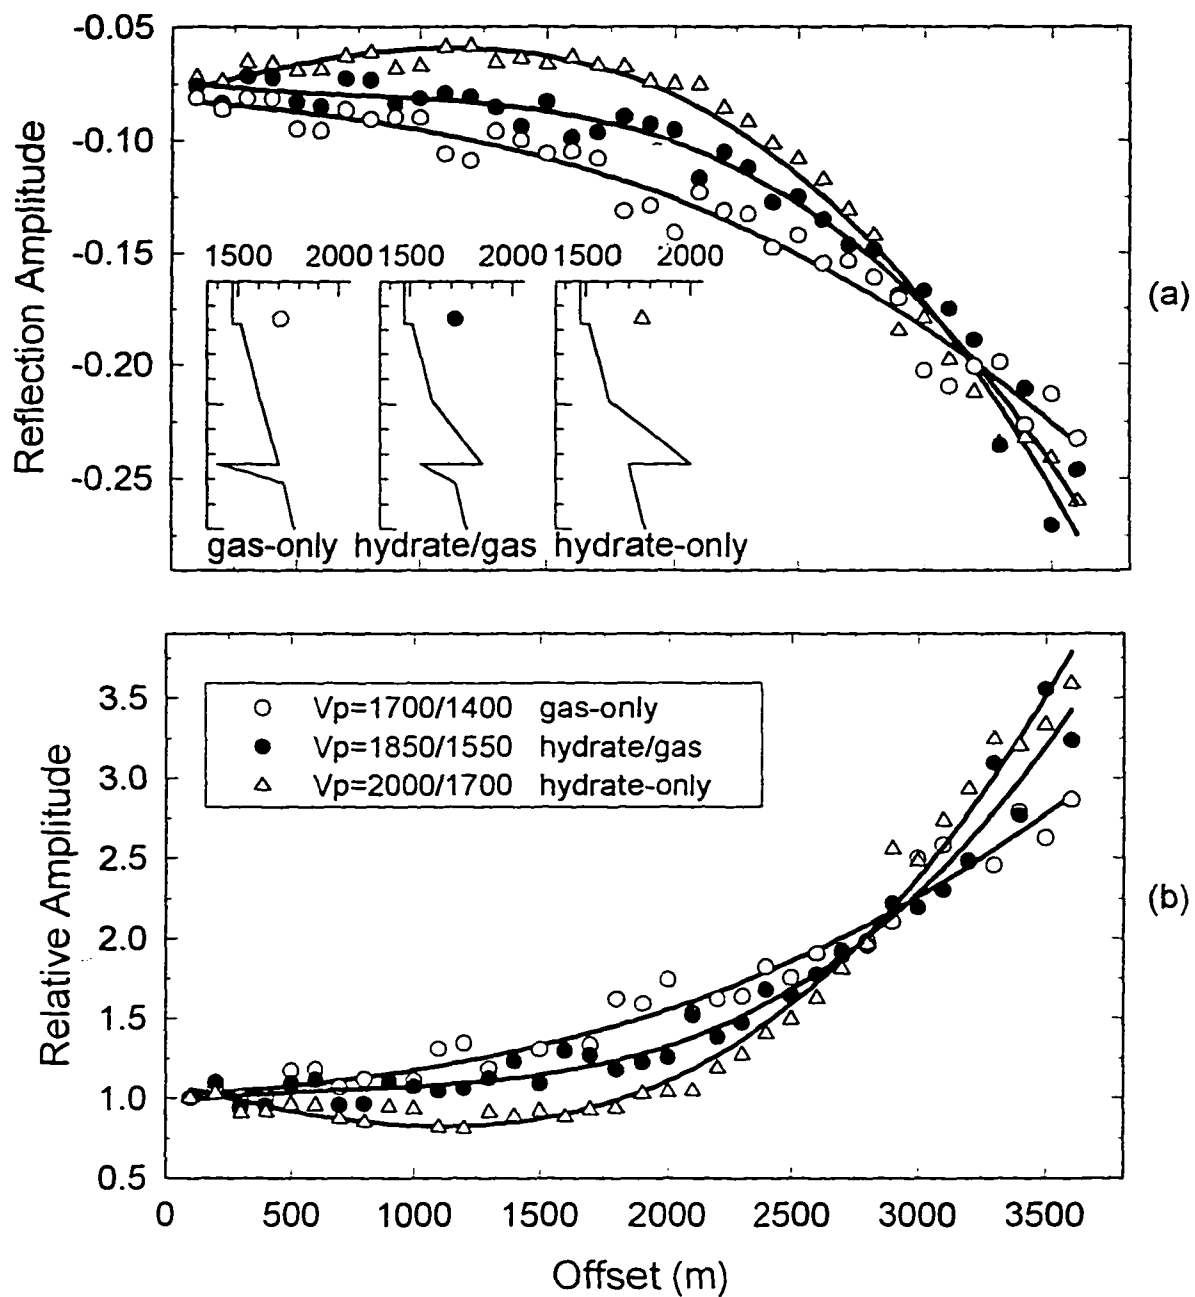 -0.05
-0.10
-0.15
-0.20
-0.25
Reflection Amplitude
1500 2000 1500 2000 1500 2000
gas-only hydrate/gas hydrate-only
(a)
3.5
3.0
2.5
2.0
1.5
1.0
0.5
Relative Amplitude
Vp=1700/1400 gas-only
Vp=1850/1550 hydrate/gas
Vp=2000/1700 hydrate-only
(b)
0 500 1000 1500 2000 2500 3000 3500
Offset (m)